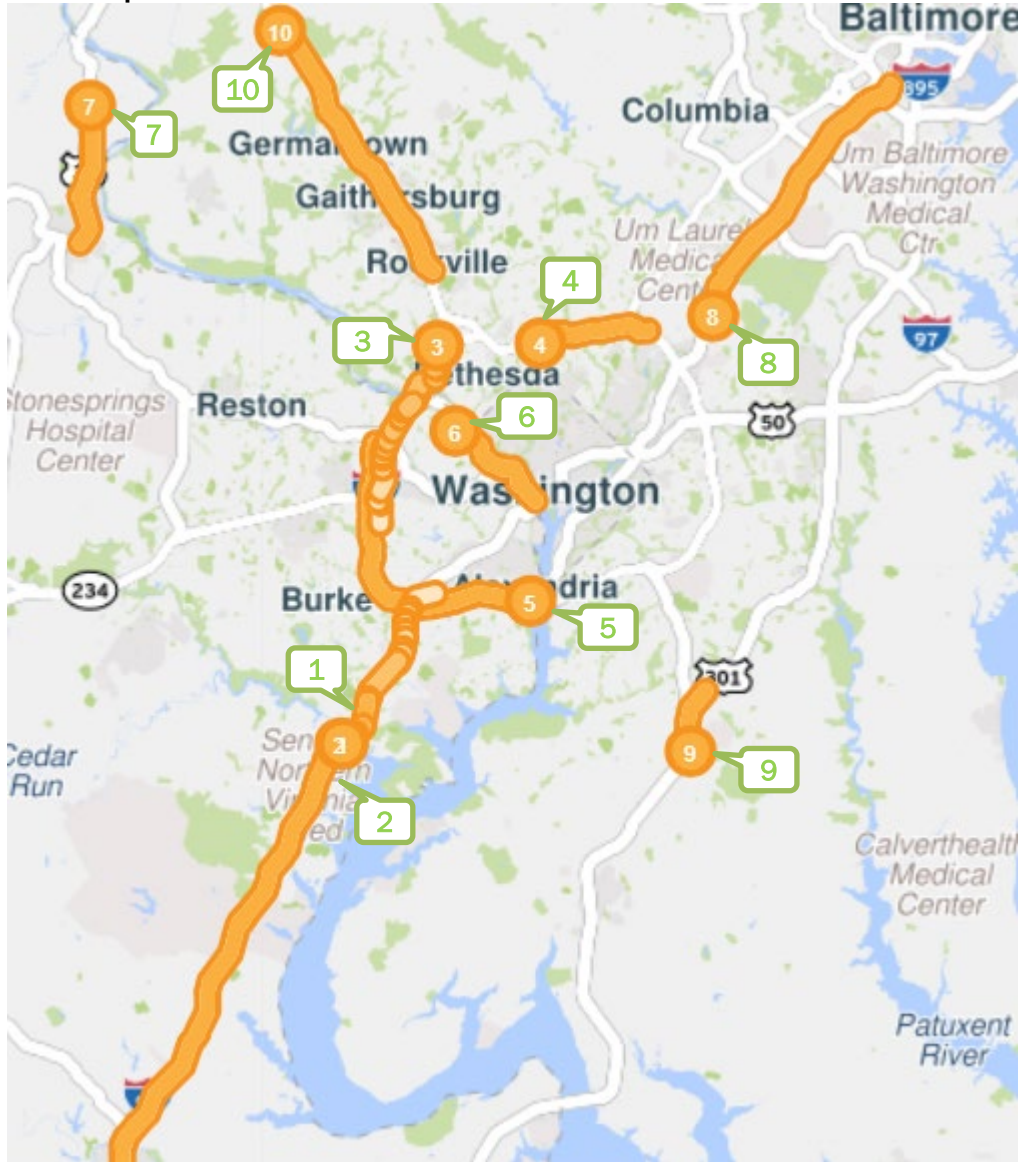 Baltimore
10
895
7
10
Columbia
7
Germantown
Um Baltimore
Washington
Medical
Ctr
Gaithersburg
Um Laurel
Medical
Center
Rockville
4
8
3
3
4
97
8
Bethesda
Stonesprings
Hospital
Center
Reston
6
50
6
Washington
234
Burke
Alexandria
5
5
1
301
2
9
9
Cedar
Run
2
Calverthealth
Medical
Center
Patuxent
River